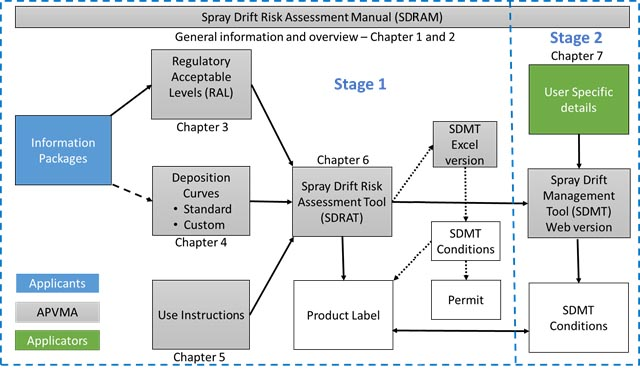 Spray Drift Risk Assessment Manual (SDRAM)
General information and overview – Chapter 1 and 2
Stage 1
Stage 2
Chapter 7
Regulatory
Acceptable
Levels (RAL)
Chapter 3
Information
Packages
Deposition
Curves
• Standard
• Custom
Chapter 4
Use Instructions
Chapter 5
Chapter 6
Spray Drift Risk
Assessment Tool
(SDRAT)
SDMT
Excel
version
SDMT
Conditions
Permit
Product Label
User Specific
details
Spray Drift
Management
Tool (SDMT)
Web version
SDMT
Conditions
Applicants
APVMA
Applicators